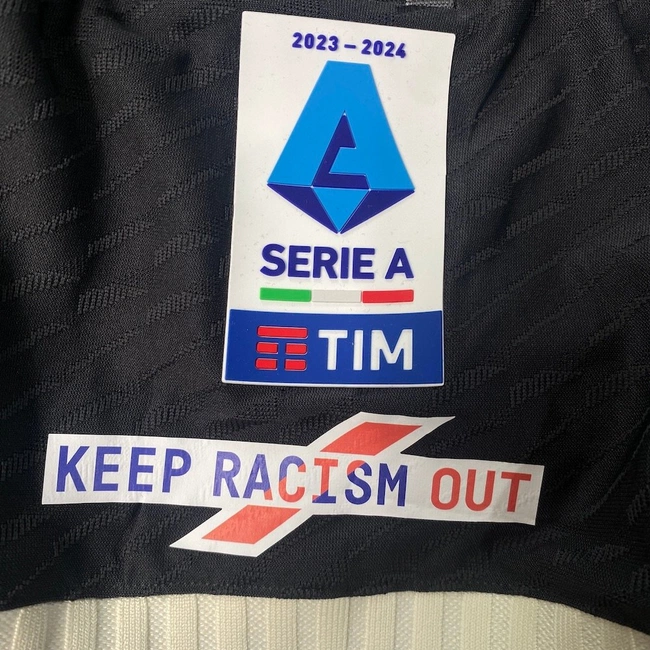 2023 – 2024
SERIE A
TIM
KEEP RACISM OUT